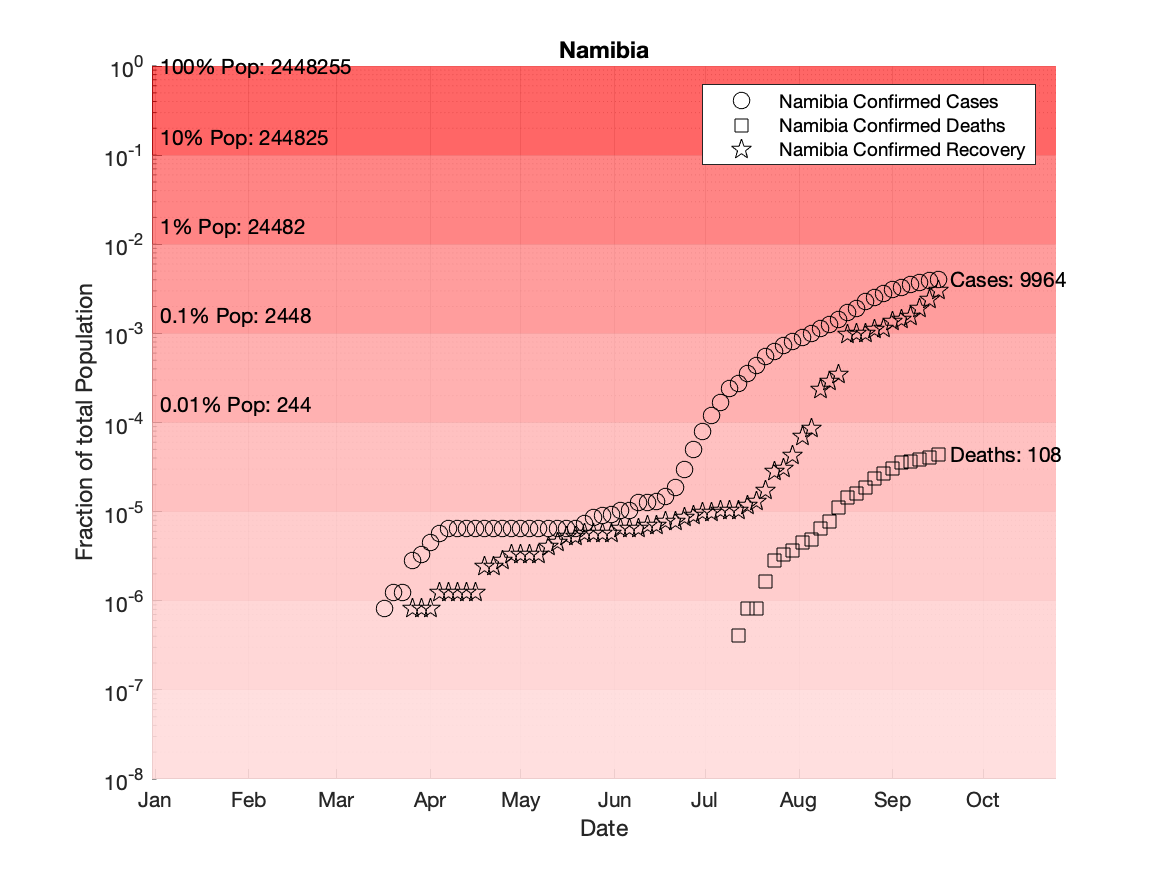 Namibia
10^0
100% Pop: 2448255
Namibia Confirmed Cases
Namibia Confirmed Deaths
Namibia Confirmed Recovery
10% Pop: 244825
10^-1
1% Pop: 24482
10^-2
Cases: 9964
0.1% Pop: 2448
10^-3
0.01% Pop: 244
10^-4
Deaths: 108
10^-5
10^-6
10^-7
10^-8
Fraction of total Population
Jan Feb Mar Apr May Jun Jul Aug Sep Oct
Date